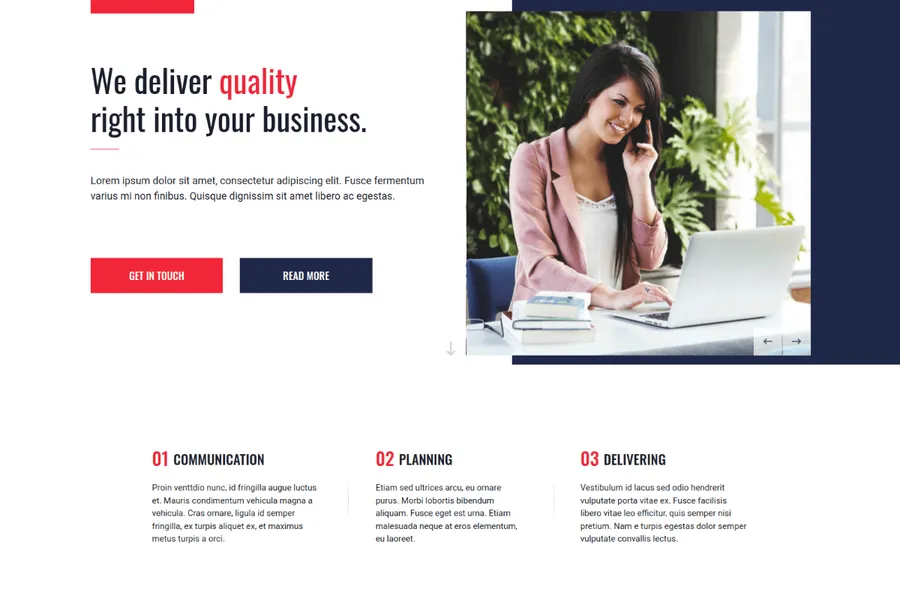 We deliver quality
right into your business.
Lorem ipsum dolor sit amet, consectetur adipiscing elit. Fusce fermentum
varius mi non finibus. Quisque dignissim sit amet libero ac egestas.
GET IN TOUCH
READ MORE
01 COMMUNICATION
Proin venttdio nunc, id fringilla augue luctus
et. Mauris condimentum vehicula magna a
vehicula. Cras ornare, ligula id semper
fringilla, ex turpis aliquet ex, et maximus
metus turpis a orci.
02 PLANNING
Etiam sed ultrices arcu, eu ornare
purus. Morbi lobortis bibendum
aliquam. Fusce eget est urna. Etiam
malesuada neque at eros elementum,
eu laoreet.
03 DELIVERING
Vestibulum id lacus sed odio hendrerit
vulputate porta vitae ex. Fusce facilisis
libero vitae leo efficitur, quis semper nisi
pretium. Nam e turpis egestas dolor semper
vulputate convallis lectus.